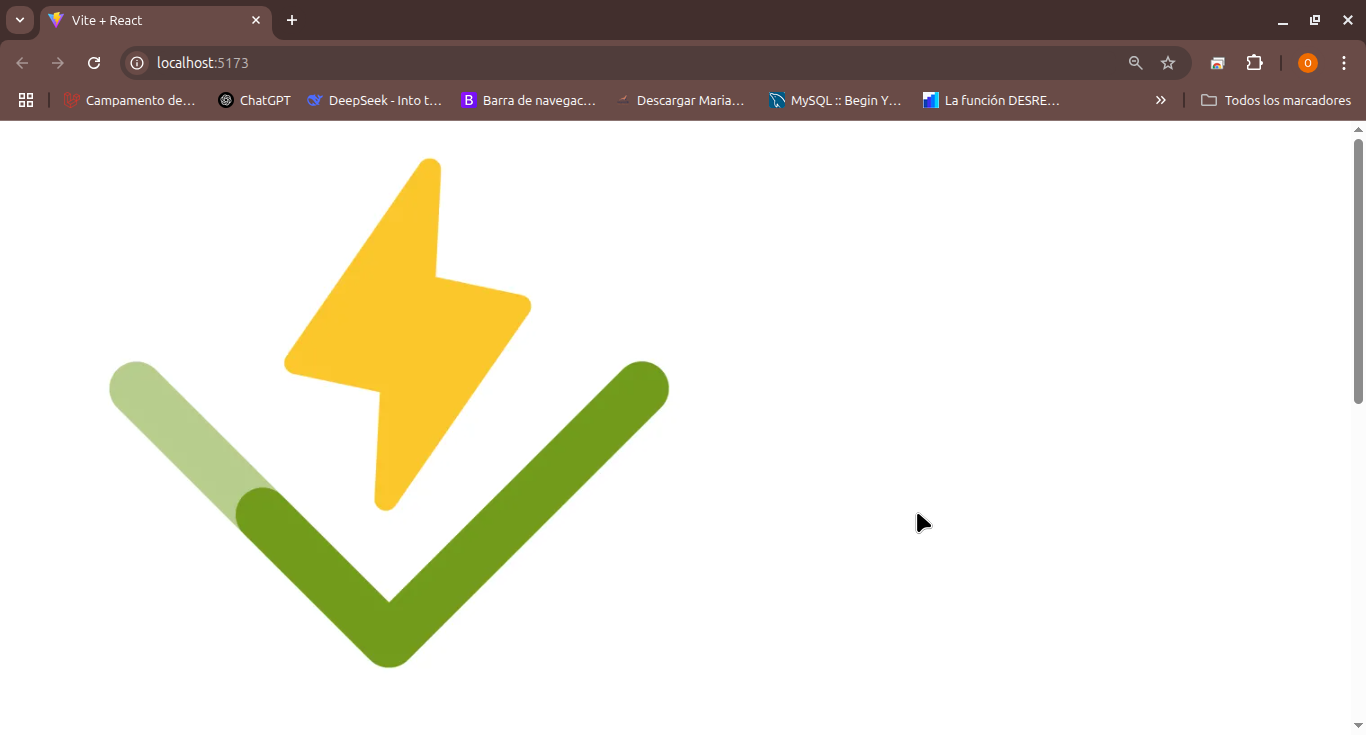 Vite + React
localhost:5173
Campamento de... ChatGPT DeepSeek - Into t... B Barra de navegac... Descargar Maria... MySQL :: Begin Y... La función DESRE... Todos los marcadores
O